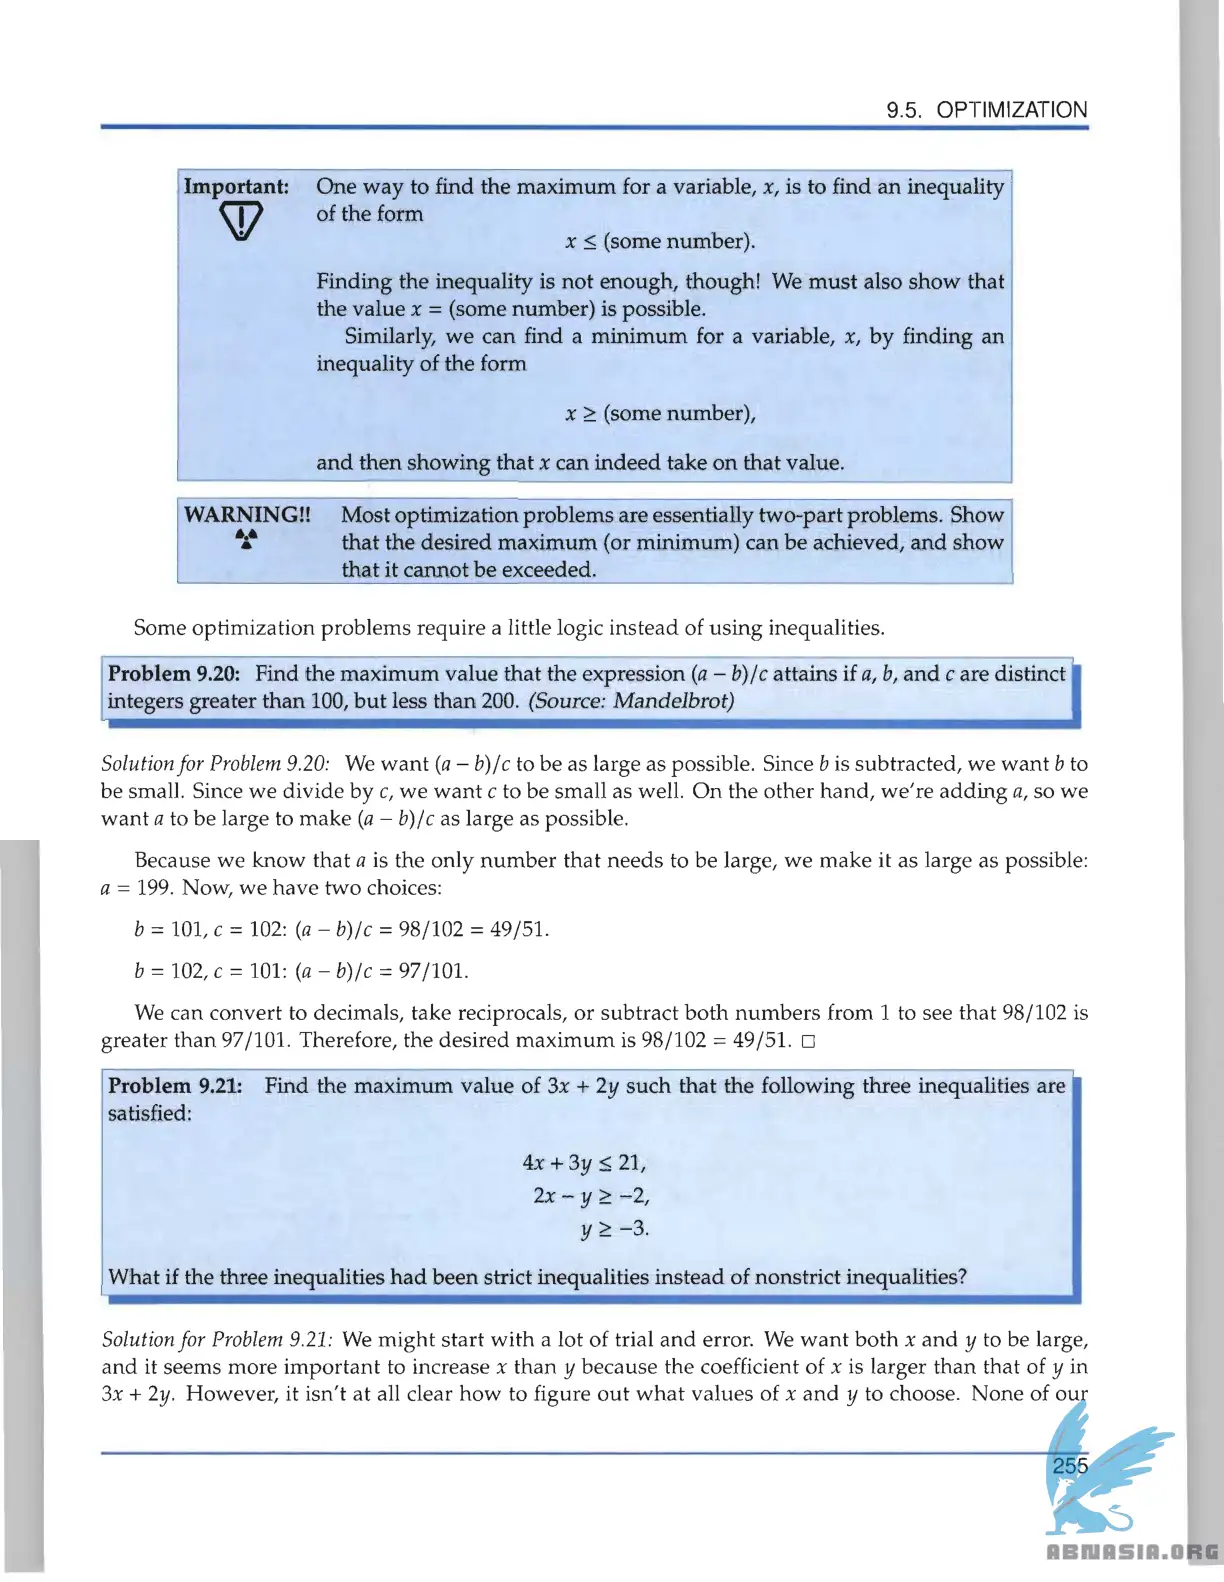 9.5. OPTIMIZATION
Important: One way to find the maximum for a variable, x, is to find an inequality
of the form
x ≤ (some number).
Finding the inequality is not enough, though! We must also show that
the value x = (some number) is possible.
Similarly, we can find a minimum for a variable, x, by finding an
inequality of the form
x ≥ (some number),
and then showing that x can indeed take on that value.
WARNING!! Most optimization problems are essentially two-part problems. Show
that the desired maximum (or minimum) can be achieved, and show
that it cannot be exceeded.
Some optimization problems require a little logic instead of using inequalities.
Problem 9.20: Find the maximum value that the expression (a − b)/c attains if a, b, and c are distinct
integers greater than 100, but less than 200. (Source: Mandelbrot)
Solution for Problem 9.20: We want (a − b)/c to be as large as possible. Since b is subtracted, we want b to
be small. Since we divide by c, we want c to be small as well. On the other hand, we're adding a, so we
want a to be large to make (a − b)/c as large as possible.
Because we know that a is the only number that needs to be large, we make it as large as possible:
a = 199. Now, we have two choices:
b = 101, c = 102: (a − b)/c = 98/102 = 49/51.
b = 102, c = 101: (a − b)/c = 97/101.
We can convert to decimals, take reciprocals, or subtract both numbers from 1 to see that 98/102 is
greater than 97/101. Therefore, the desired maximum is 98/102 = 49/51. □
Problem 9.21: Find the maximum value of 3x + 2y such that the following three inequalities are
satisfied:
4x + 3y ≤ 21,
2x − y ≥ −2,
y ≥ −3.
What if the three inequalities had been strict inequalities instead of nonstrict inequalities?
Solution for Problem 9.21: We might start with a lot of trial and error. We want both x and y to be large,
and it seems more important to increase x than y because the coefficient of x is larger than that of y in
3x + 2y. However, it isn't at all clear how to figure out what values of x and y to choose. None of our
255
ABNASIA.ORG